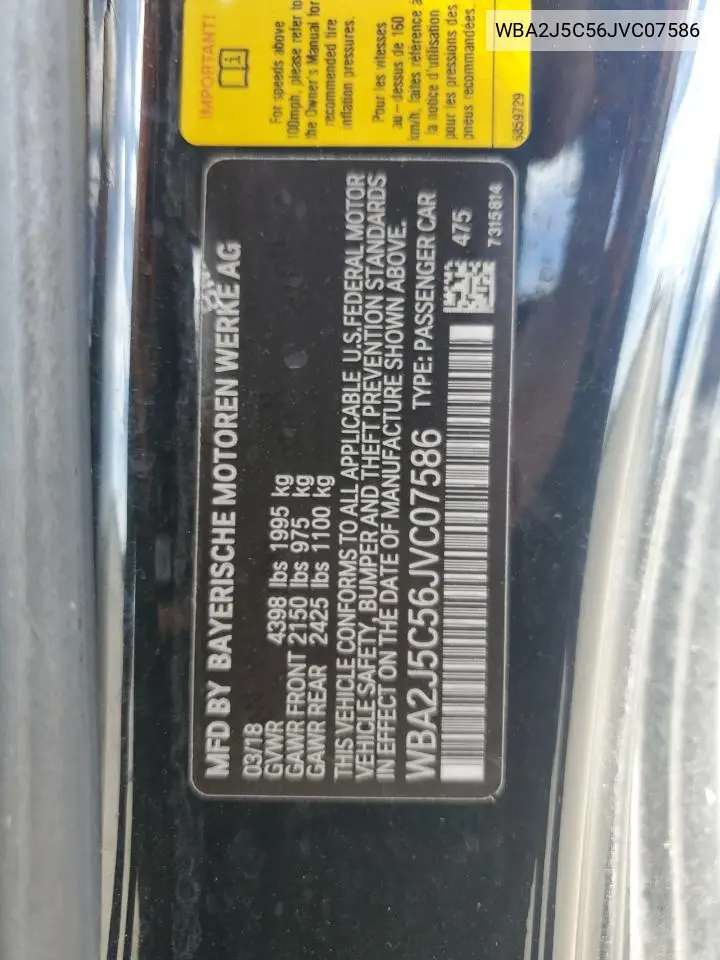 WBA2J5C56JVC07586
IMPORTANT!
For speeds above
100mph, please refer to
the Owner's Manual for
recommended tire
inflation pressures.
Pour les vitesses
au-dessus de 160
km/h, faites référence à
la notice d'utilisation
pour les pressions des
pneus recommandées.
6859729
MFD BY BAYERISCHE MOTOREN WERKE AG
03/18
GVWR 4398 lbs 1995 kg
GAWR FRONT 2150 lbs 975 kg
GAWR REAR 2425 lbs 1100 kg
THIS VEHICLE CONFORMS TO ALL APPLICABLE U.S.FEDERAL MOTOR
VEHICLE SAFETY, BUMPER AND THEFT PREVENTION STANDARDS
IN EFFECT ON THE DATE OF MANUFACTURE SHOWN ABOVE.
WBA2J5C56JVC07586 TYPE: PASSENGER CAR
475
7315814